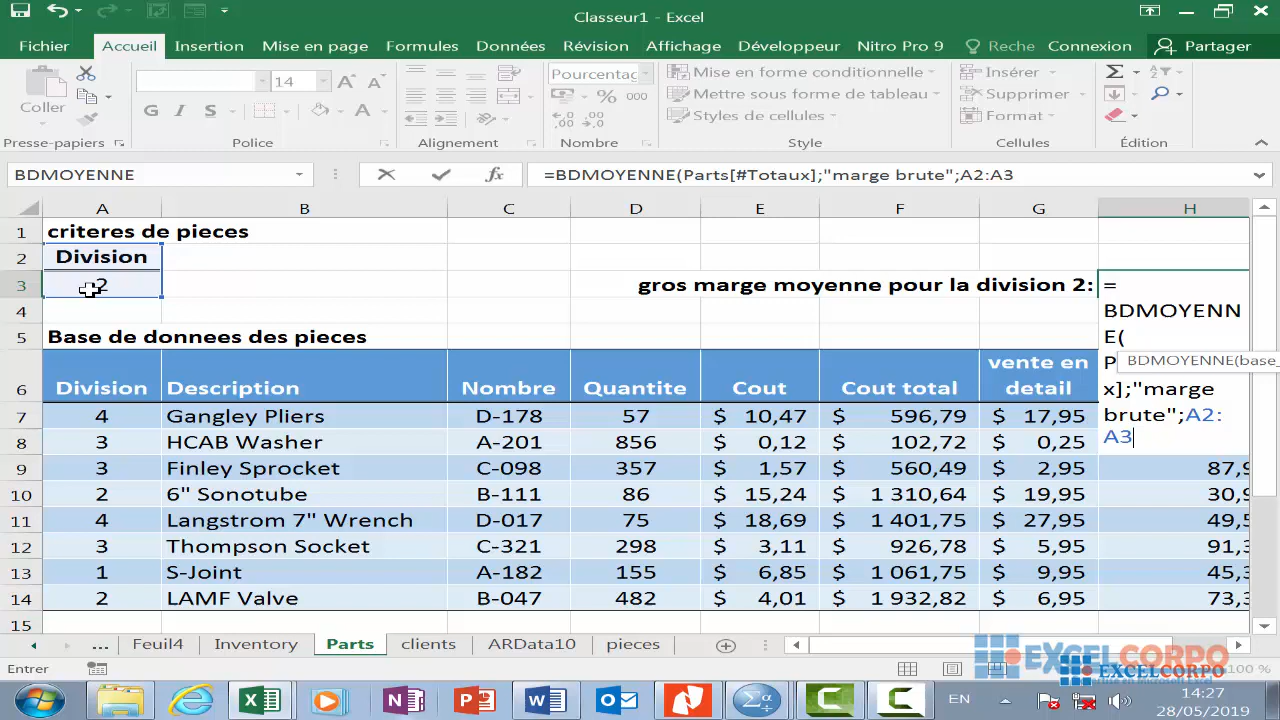 Classeur1 - Excel
Fichier Accueil Insertion Mise en page Formules Données Révision Affichage Développeur Nitro Pro 9 Reche Connexion Partager
Coller
14
Pourcentag
Mise en forme conditionnelle
Insérer
G I S
% 000
Mettre sous forme de tableau
Supprimer
Styles de cellules
Format
Presse-papiers Police Alignement Nombre Style Cellules Édition
BDMOYENNE fx =BDMOYENNE(Parts[#Totaux];"marge brute";A2:A3
A B C D E F G H
1 criteres de pieces
2 Division
3 2 gros marge moyenne pour la division 2: =
BDMOYENN
E(
x];"marge
brute";A2:
A3
BDMOYENNE(base_
4
5 Base de donnees des pieces
6 Division Description Nombre Quantite Cout Cout total vente en detail
7 4 Gangley Pliers D-178 57 $ 10,47 $ 596,79 $ 17,95
8 3 HCAB Washer A-201 856 $ 0,12 $ 102,72 $ 0,25
9 3 Finley Sprocket C-098 357 $ 1,57 $ 560,49 $ 2,95 87,9
10 2 6" Sonotube B-111 86 $ 15,24 $ 1 310,64 $ 19,95 30,9
11 4 Langstrom 7" Wrench D-017 75 $ 18,69 $ 1 401,75 $ 27,95 49,5
12 3 Thompson Socket C-321 298 $ 3,11 $ 926,78 $ 5,95 91,3
13 1 S-Joint A-182 155 $ 6,85 $ 1 061,75 $ 9,95 45,3
14 2 LAMF Valve B-047 482 $ 4,01 $ 1 932,82 $ 6,95 73,3
15
... Feuil4 Inventory Parts clients ARData10 pieces
EXCELCORPO
EXCELCORPO
Entrer 100 %
EN
14:27
28/05/2019